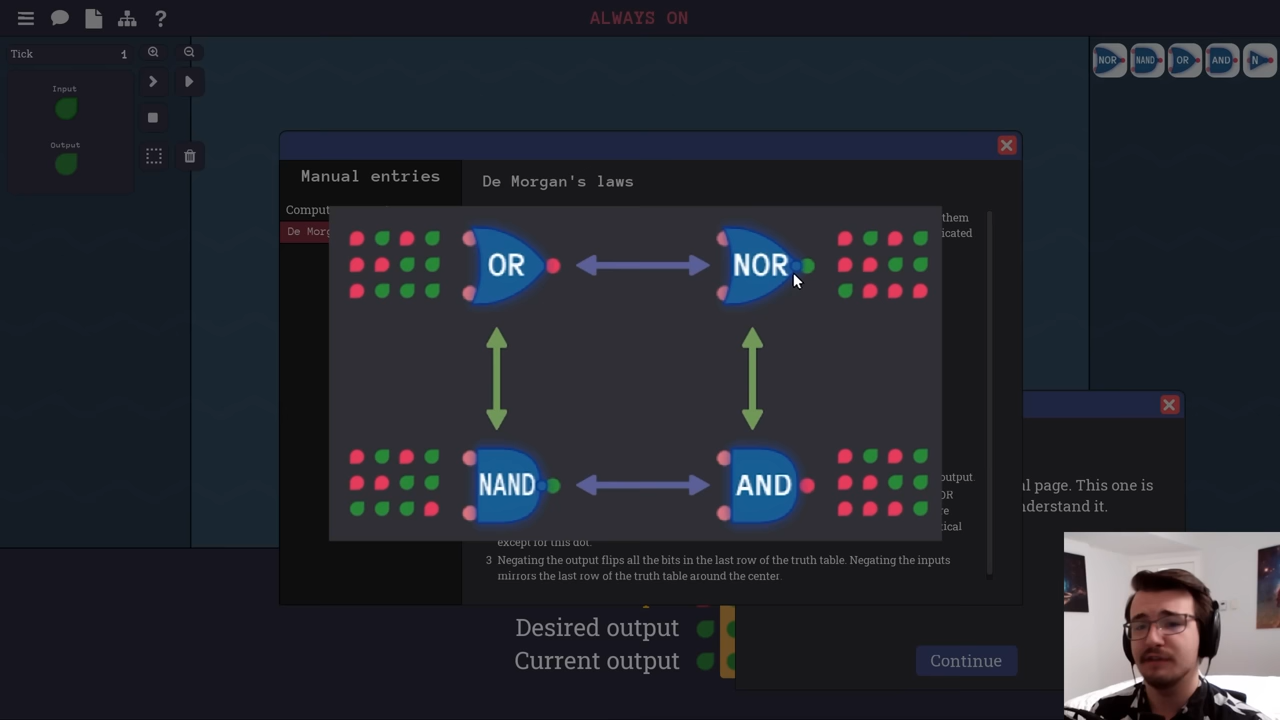 ALWAYS ON
Tick 1
Input
Output
NOR NAND OR AND N
Manual entries
De Morgan's laws
Comput
De Morg
them
icated
OR
NOR
NAND
AND
output.
OR
re
tical
except for this dot.
3 Negating the output flips all the bits in the last row of the truth table. Negating the inputs
mirrors the last row of the truth table around the center.
l page. This one is
nderstand it.
Desired output
Current output
Continue